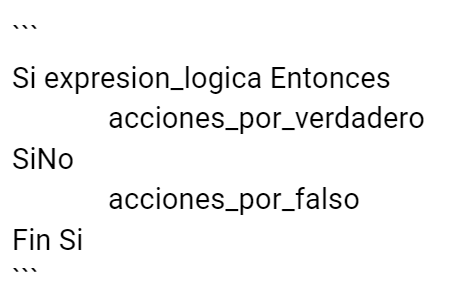 ```
Si expresion_logica Entonces
acciones_por_verdadero
SiNo
acciones_por_falso
Fin Si
```